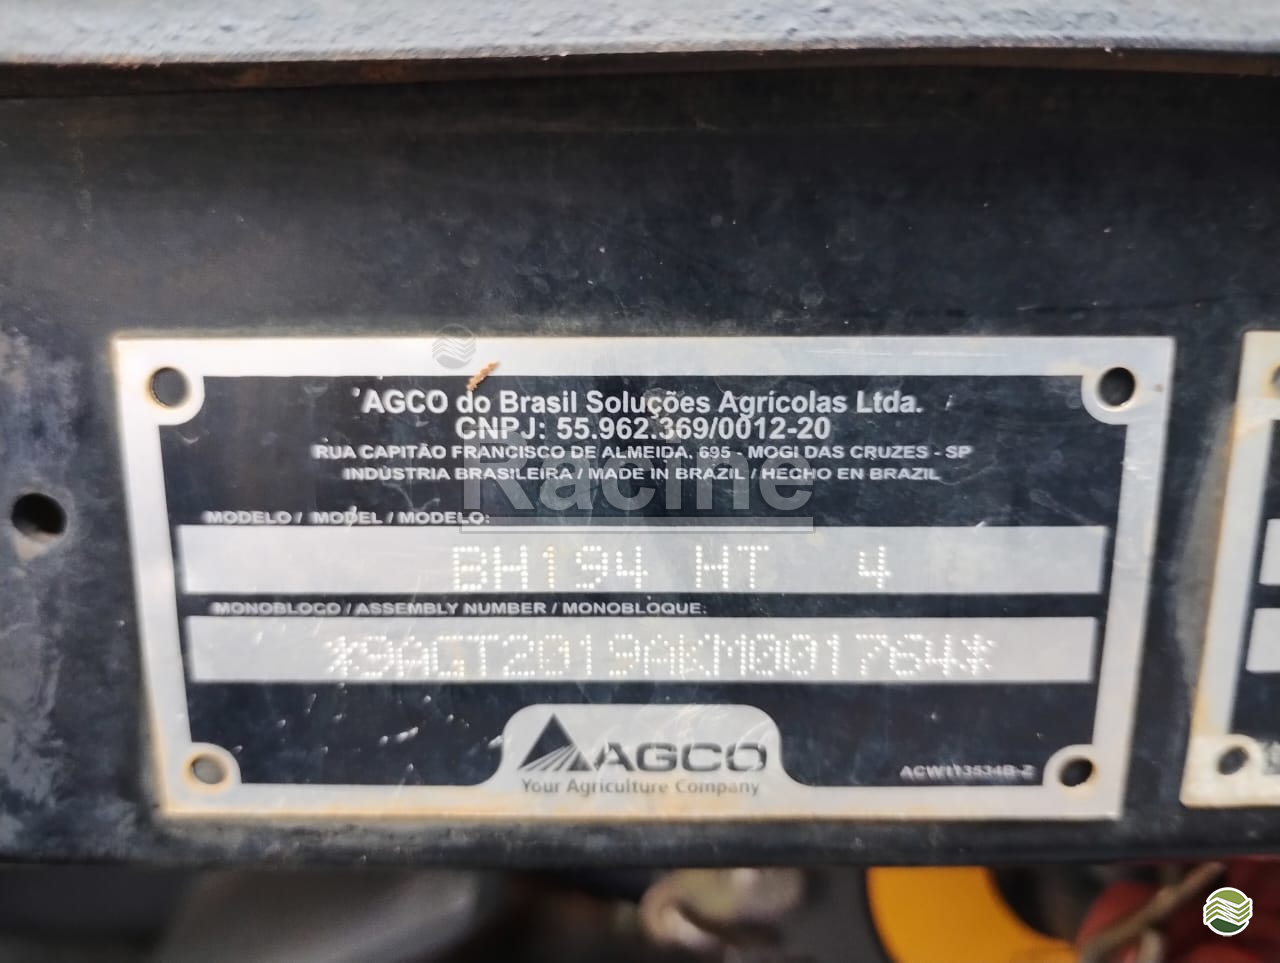 AGCO do Brasil Soluções Agrícolas Ltda.
CNPJ: 55.962.369/0012-20
RUA CAPITÃO FRANCISCO DE ALMEIDA, 695 - MOGI DAS CRUZES - SP
INDÚSTRIA BRASILEIRA / MADE IN BRAZIL / HECHO EN BRAZIL
Racine
MODELO / MODEL / MODELO:
BH194 HT 4
MONOBLOCO / ASSEMBLY NUMBER / MONOBLOQUE:
*9AGT2019AKM001764*
AGCO
Your Agriculture Company
ACW113534B-Z